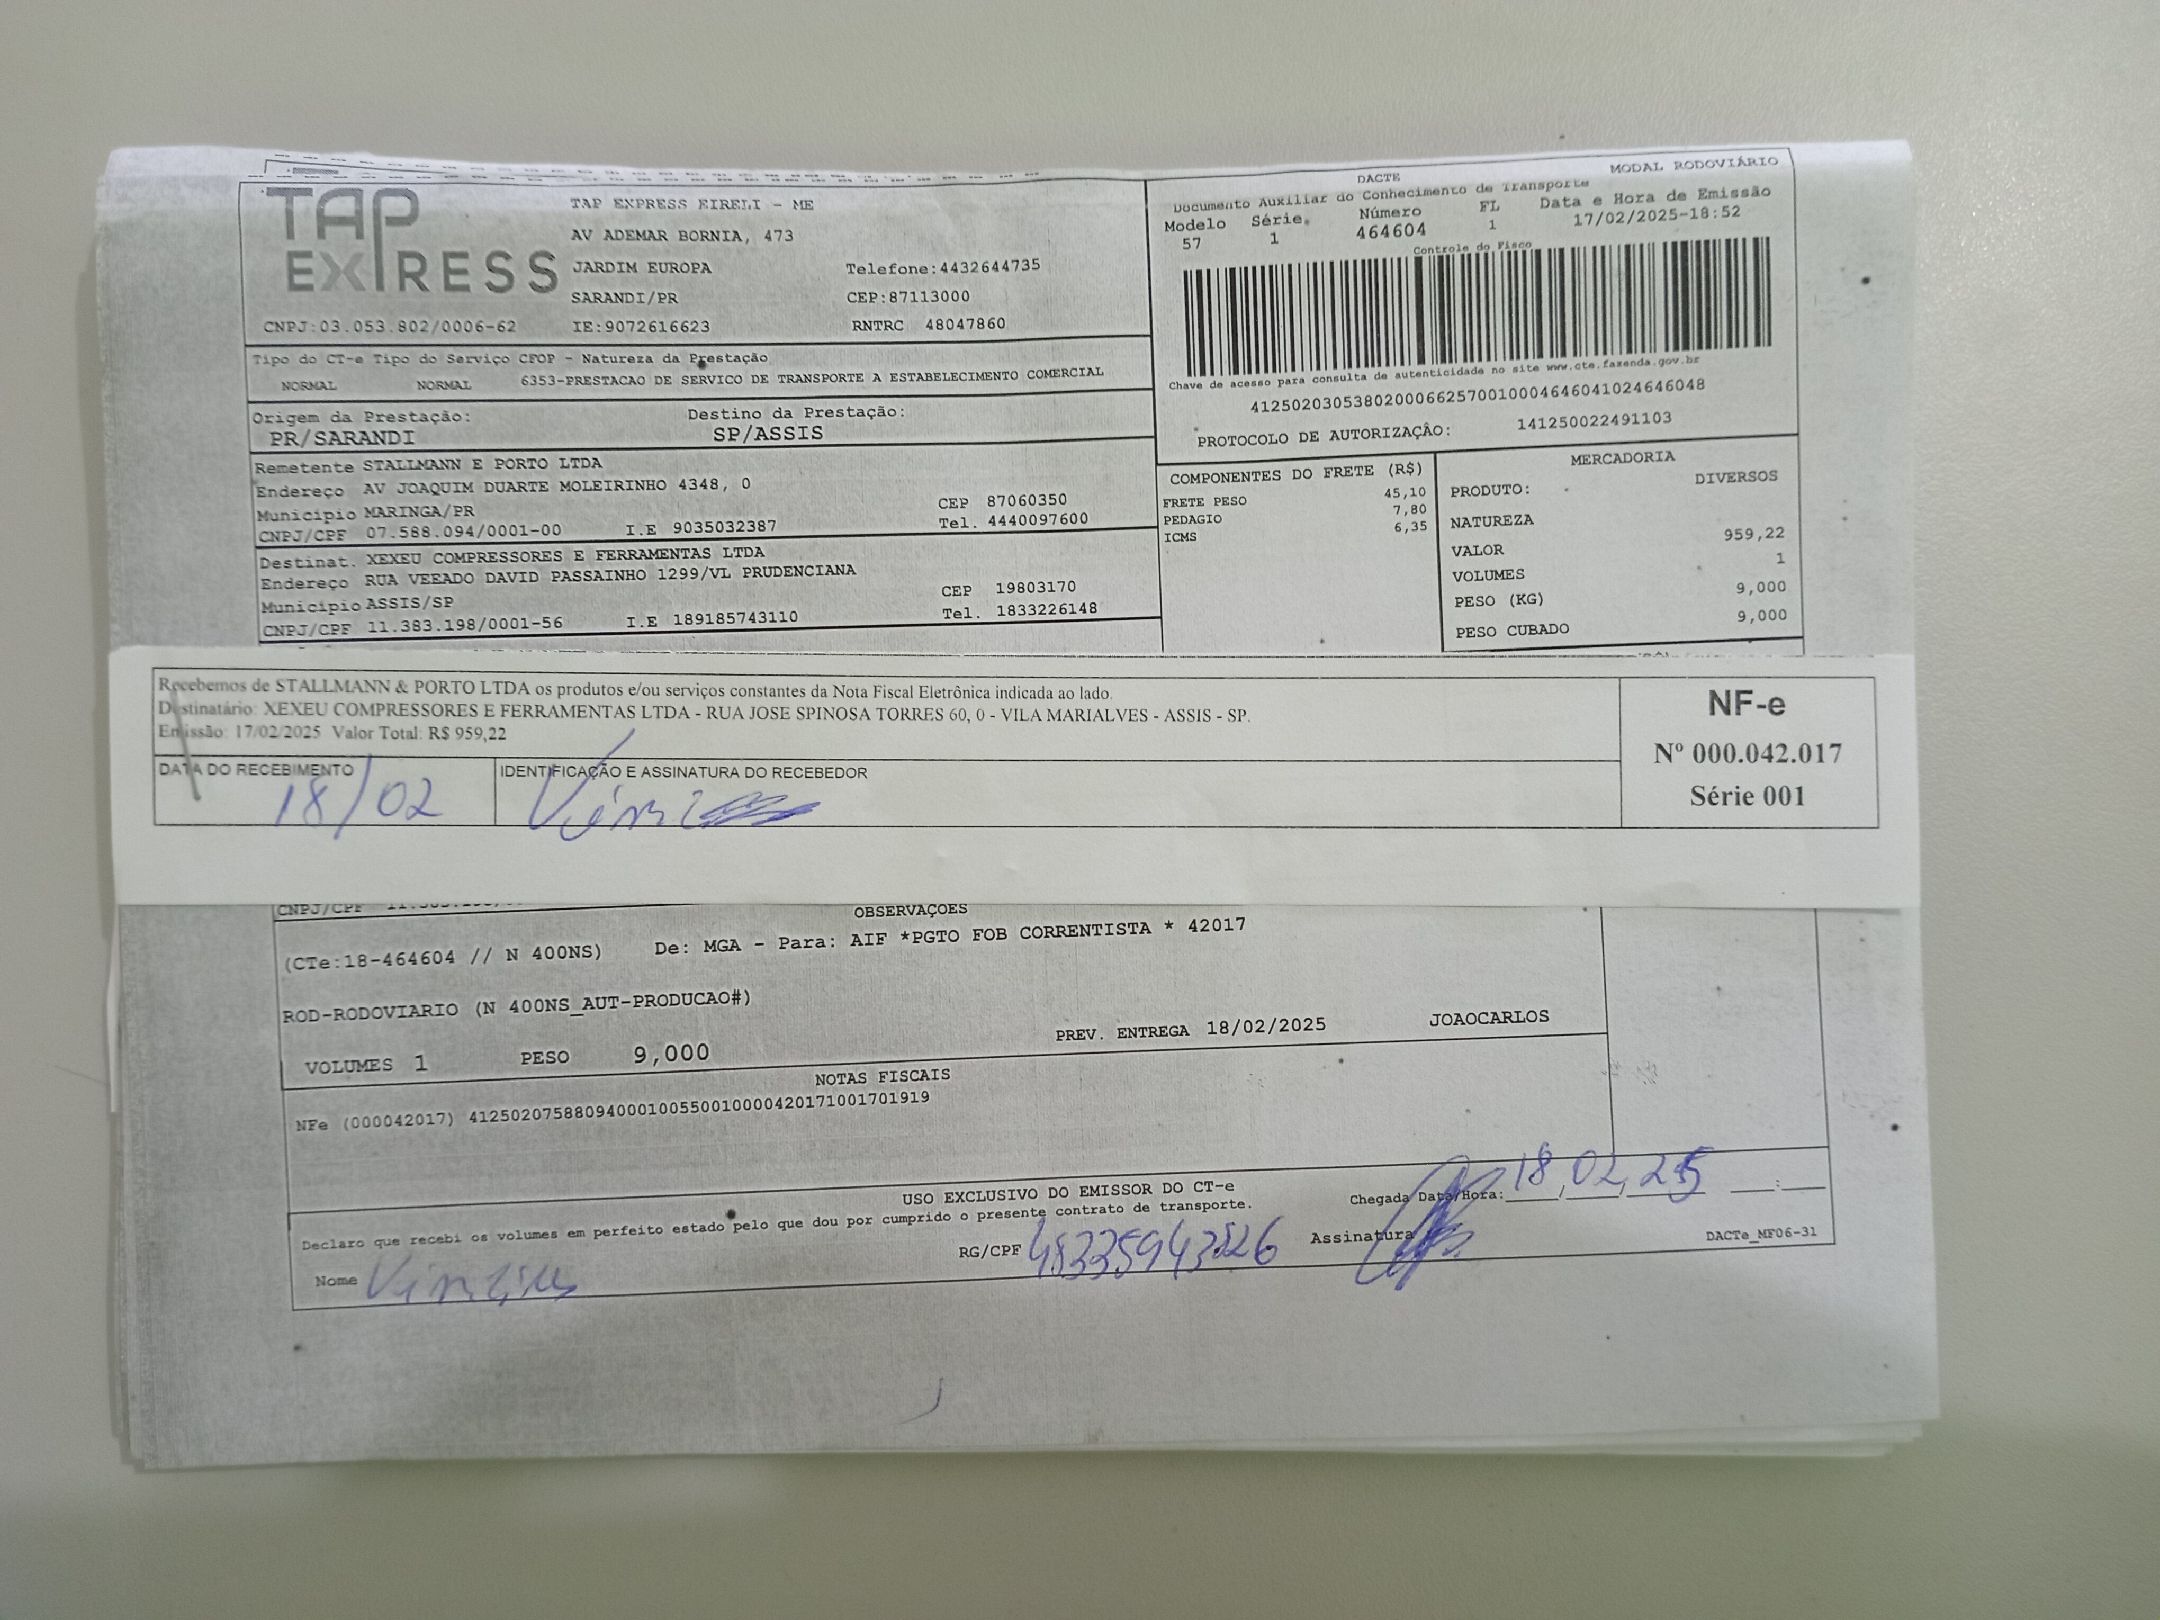 TAP EXPRESS
TAP EXPRESS EIRELI - ME
AV ADEMAR BORNIA, 473
JARDIM EUROPA Telefone:4432644735
SARANDI/PR CEP:87113000
CNPJ:03.053.802/0006-62 IE:9072616623 RNTRC 48047860
DACTE MODAL RODOVIÁRIO
Documento Auxiliar do Conhecimento de Transporte
Modelo Série. Número FL Data e Hora de Emissão
57 1 464604 1 17/02/2025-18:52
Controle do Fisco
Chave de acesso para consulta de autenticidade no site www.cte.fazenda.gov.br
41250203053802000662570010004646041024646048
PROTOCOLO DE AUTORIZAÇÃO: 141250022491103
Tipo do CT-e Tipo do Serviço CFOP - Natureza da Prestação
NORMAL NORMAL 6353-PRESTACAO DE SERVICO DE TRANSPORTE A ESTABELECIMENTO COMERCIAL
Origem da Prestação: Destino da Prestação:
PR/SARANDI SP/ASSIS
Remetente STALLMANN E PORTO LTDA
Endereço AV JOAQUIM DUARTE MOLEIRINHO 4348, 0
Município MARINGA/PR CEP 87060350
CNPJ/CPF 07.588.094/0001-00 I.E 9035032387 Tel. 4440097600
Destinat. XEXEU COMPRESSORES E FERRAMENTAS LTDA
Endereço RUA VEEADO DAVID PASSAINHO 1299/VL PRUDENCIANA
Município ASSIS/SP CEP 19803170
CNPJ/CPF 11.383.198/0001-56 I.E 189185743110 Tel. 1833226148
COMPONENTES DO FRETE (R$)
FRETE PESO 45,10
PEDAGIO 7,80
ICMS 6,35
MERCADORIA
PRODUTO: DIVERSOS
NATUREZA
VALOR 959,22
VOLUMES 1
PESO (KG) 9,000
PESO CUBADO 9,000
Recebemos de STALLMANN & PORTO LTDA os produtos e/ou serviços constantes da Nota Fiscal Eletrônica indicada ao lado.
Destinatário: XEXEU COMPRESSORES E FERRAMENTAS LTDA - RUA JOSE SPINOSA TORRES 60, 0 - VILA MARIALVES - ASSIS - SP.
Emissão: 17/02/2025 Valor Total: R$ 959,22
DATA DO RECEBIMENTO IDENTIFICAÇÃO E ASSINATURA DO RECEBEDOR
18/02
NF-e
Nº 000.042.017
Série 001
CNPJ/CPF
OBSERVAÇÕES
(CTe:18-464604 // N 400NS) De: MGA - Para: AIF *PGTO FOB CORRENTISTA * 42017
ROD-RODOVIARIO (N 400NS_AUT-PRODUCAO#)
PREV. ENTREGA 18/02/2025 JOAOCARLOS
VOLUMES 1 PESO 9,000
NOTAS FISCAIS
NFe (000042017) 41250207588094000100550010000420171001701919
USO EXCLUSIVO DO EMISSOR DO CT-e
Declaro que recebi os volumes em perfeito estado pelo que dou por cumprido o presente contrato de transporte.
Chegada Data/Hora: 18/02/25 __:__
Nome Vinicius RG/CPF Assinatura DACTe_MF06-31